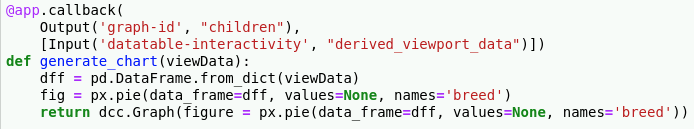 @app.callback(
    Output('graph-id', "children"),
    [Input('datatable-interactivity', "derived_viewport_data")])
def generate_chart(viewData):
    dff = pd.DataFrame.from_dict(viewData)
    fig = px.pie(data_frame=dff, values=None, names='breed')
    return dcc.Graph(figure = px.pie(data_frame=dff, values=None, names='breed'))